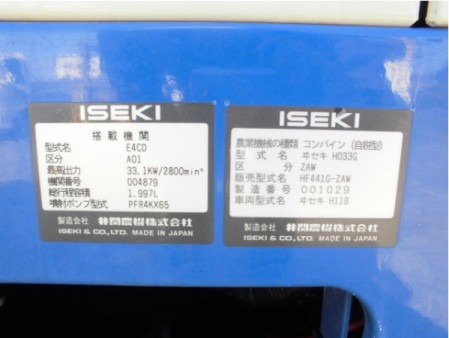 ISEKI
搭載機関
型式名 E4CD
区分 A01
最高出力 33.1KW/2800min⁻¹
機関番号 004879
総行程容積 1.997L
噴射ポンプ型式 PFR4KX65
製造会社 井関農機株式会社
ISEKI & CO., LTD. MADE IN JAPAN
ISEKI
農業機械の種類 コンバイン (自脱型)
型式名 ヰセキ HO33G
区分 ZAW
販売型式名 HF441G-ZAW
製造番号 001029
車両型式名 ヰセキ H118
製造会社 井関農機株式会社
ISEKI & CO., LTD. MADE IN JAPAN